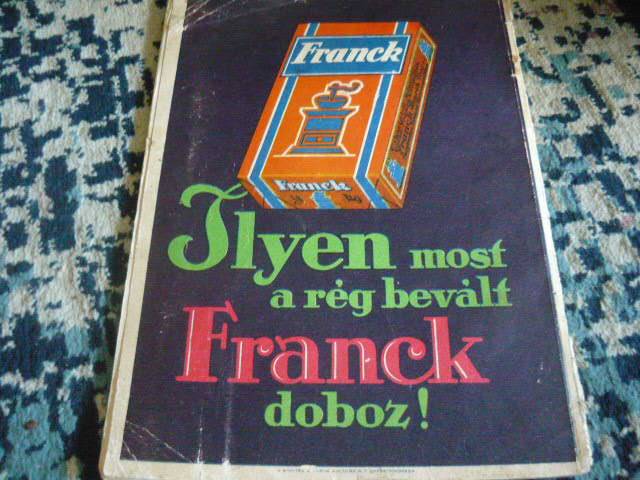 Franck
Franck
Ilyen most
a rég bevált
Franck
doboz!